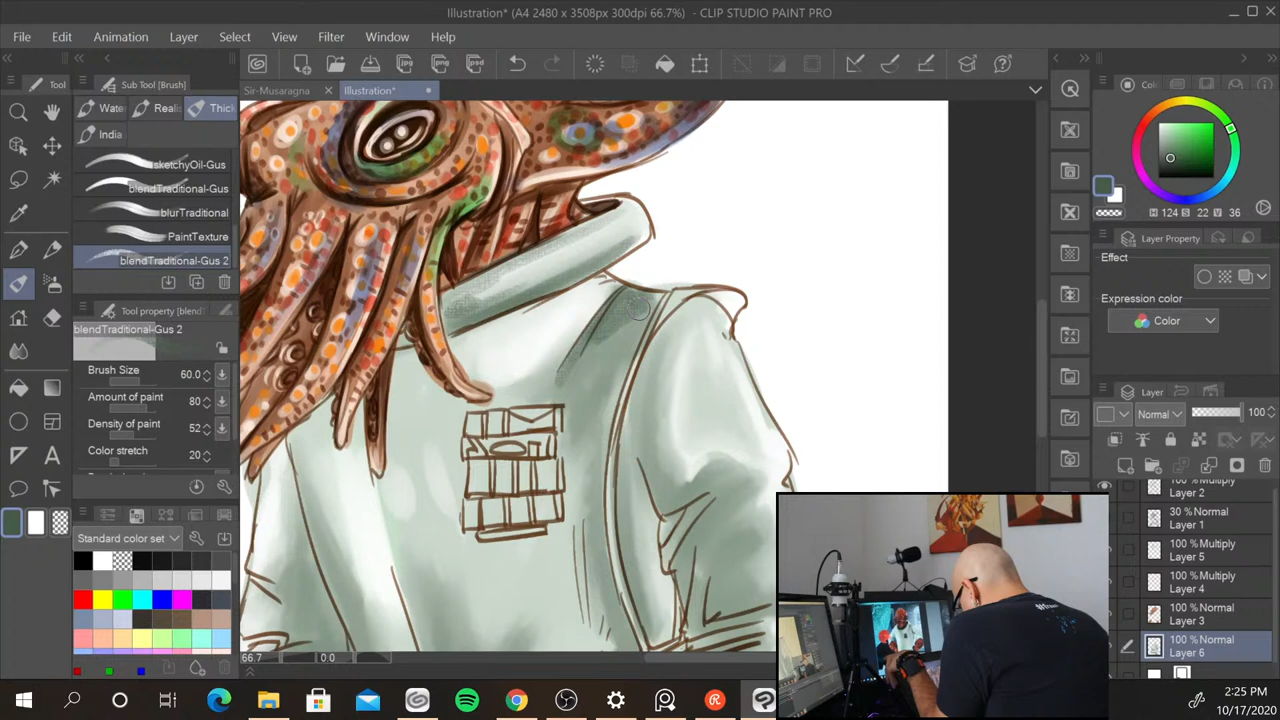 Illustration* (A4 2480 x 3508px 300dpi 66.7%) - CLIP STUDIO PAINT PRO
File Edit Animation Layer Select View Filter Window Help
Tool
Sub Tool [Brush]
Sir-Musaragna
Illustration*
Wate
Reali
Thick
India
sketchyOil-Gus
blendTraditional-Gus
blurTraditional
PaintTexture
blendTraditional-Gus 2
Tool property [blend
blendTraditional-Gus 2
Brush Size 60.0
Amount of paint 80
Density of paint 52
Color stretch 20
Standard color set
66.7 0.0
H 124 S 22 V 36
Layer Property
Effect
Expression color
Color
Layer
Normal 100
100 % Multiply
Layer 2
30 % Normal
Layer 1
100 % Multiply
Layer 5
100 % Multiply
Layer 4
100 % Normal
Layer 3
100 % Normal
Layer 6
2:25 PM
10/17/2020